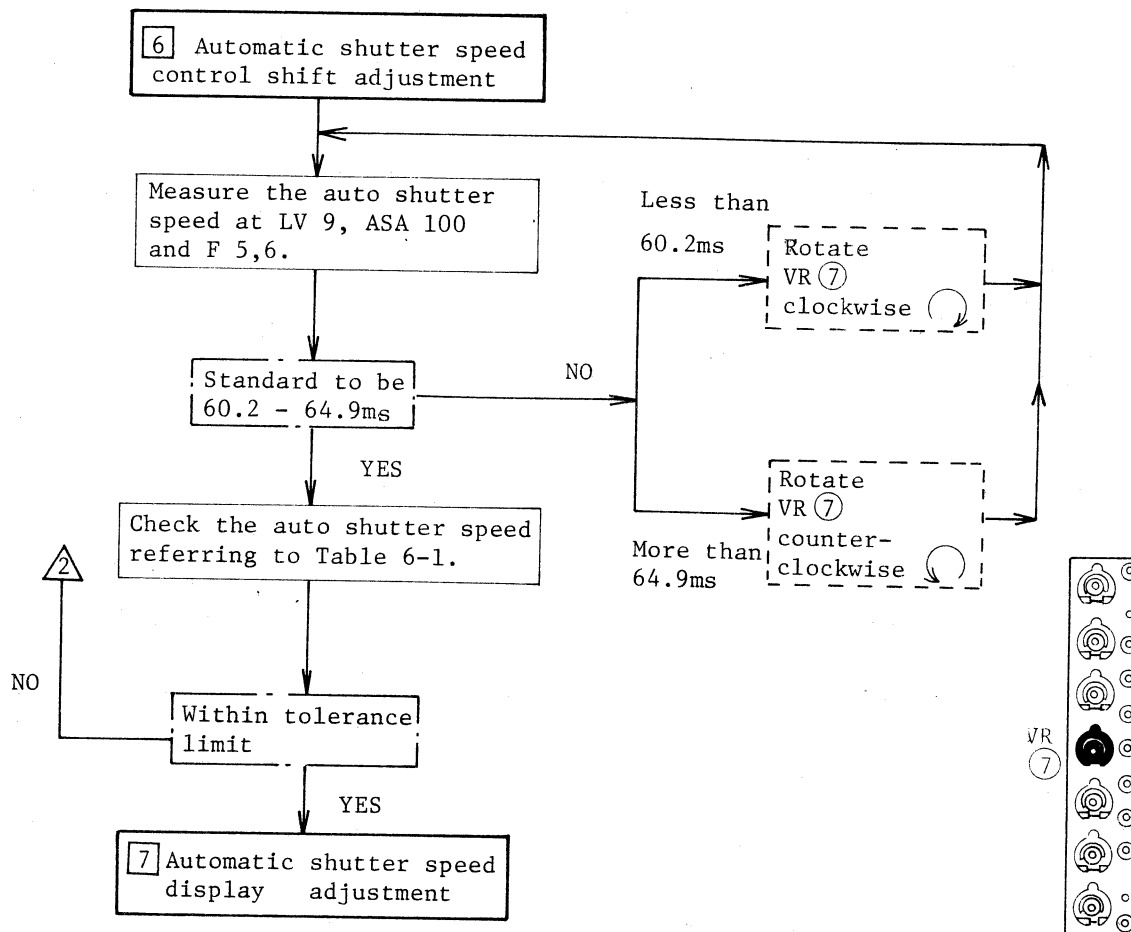 6 Automatic shutter speed
control shift adjustment
Measure the auto shutter
speed at LV 9, ASA 100
and F 5,6.
Less than
60.2ms
Rotate
VR 7
clockwise
Standard to be
60.2 - 64.9ms
NO
YES
Rotate
VR 7
counter-
clockwise
More than
64.9ms
Check the auto shutter speed
referring to Table 6-1.
2
NO
Within tolerance
limit
YES
7 Automatic shutter speed
display adjustment
VR
7